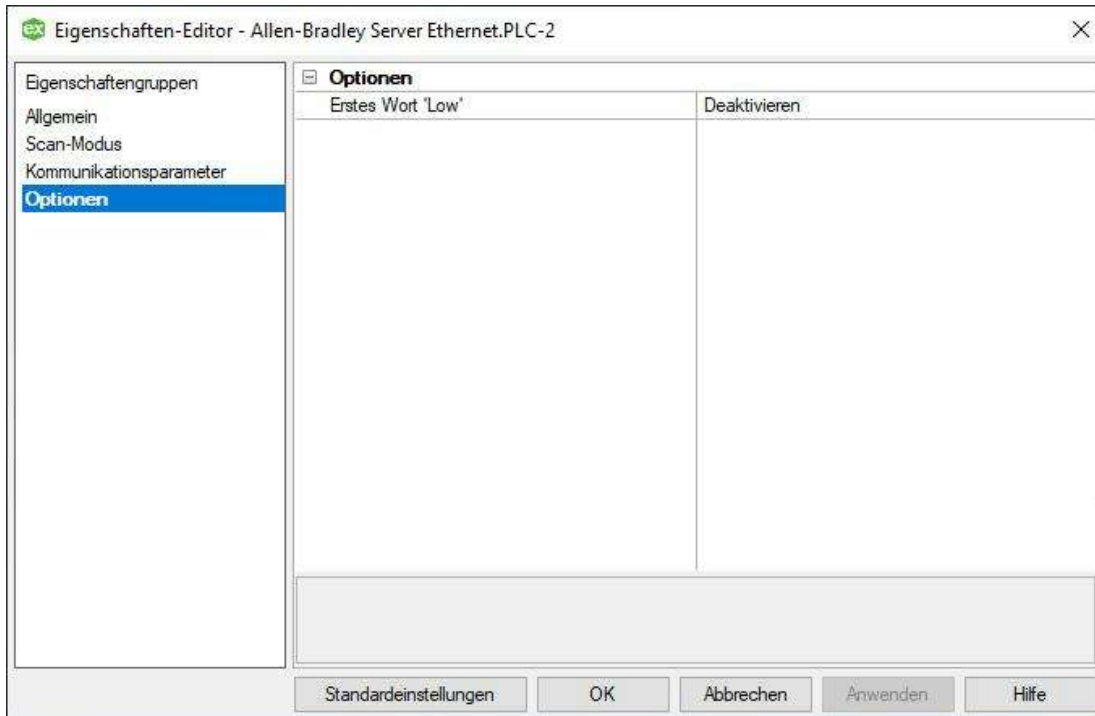 ex Eigenschaften-Editor - Allen-Bradley Server Ethernet.PLC-2
Eigenschaftengruppen
Allgemein
Scan-Modus
Kommunikationsparameter
Optionen
Optionen
Erstes Wort 'Low' Deaktivieren
Standardeinstellungen OK Abbrechen Anwenden Hilfe